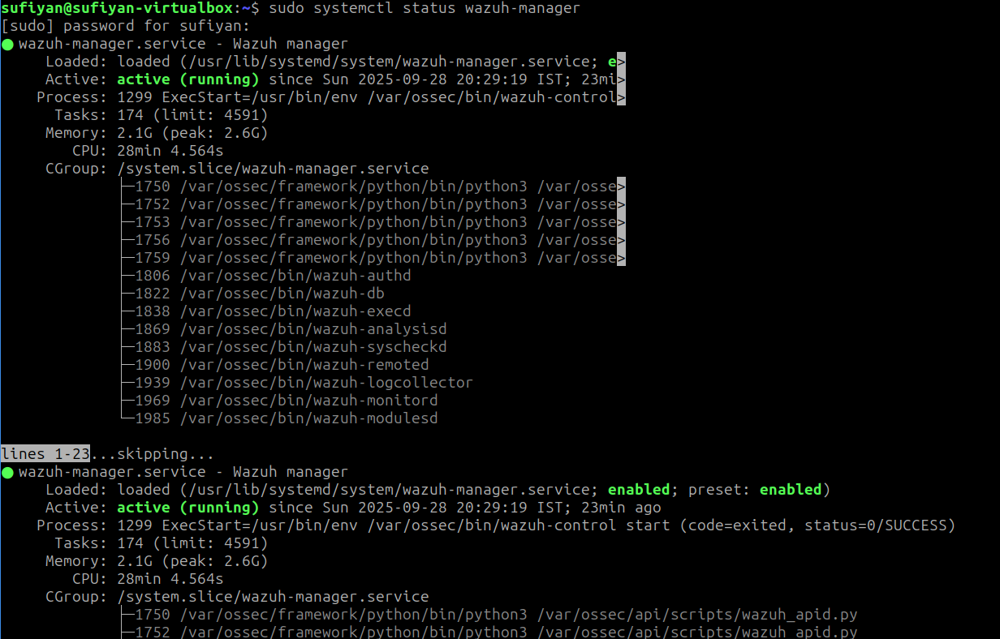 sufiyan@sufiyan-virtualbox:~$ sudo systemctl status wazuh-manager
[sudo] password for sufiyan:
● wazuh-manager.service - Wazuh manager
     Loaded: loaded (/usr/lib/systemd/system/wazuh-manager.service; e>
     Active: active (running) since Sun 2025-09-28 20:29:19 IST; 23mi>
    Process: 1299 ExecStart=/usr/bin/env /var/ossec/bin/wazuh-control>
      Tasks: 174 (limit: 4591)
     Memory: 2.1G (peak: 2.6G)
        CPU: 28min 4.564s
     CGroup: /system.slice/wazuh-manager.service
             ├─1750 /var/ossec/framework/python/bin/python3 /var/osse>
             ├─1752 /var/ossec/framework/python/bin/python3 /var/osse>
             ├─1753 /var/ossec/framework/python/bin/python3 /var/osse>
             ├─1756 /var/ossec/framework/python/bin/python3 /var/osse>
             ├─1759 /var/ossec/framework/python/bin/python3 /var/osse>
             ├─1806 /var/ossec/bin/wazuh-authd
             ├─1822 /var/ossec/bin/wazuh-db
             ├─1838 /var/ossec/bin/wazuh-execd
             ├─1869 /var/ossec/bin/wazuh-analysisd
             ├─1883 /var/ossec/bin/wazuh-syscheckd
             ├─1900 /var/ossec/bin/wazuh-remoted
             ├─1939 /var/ossec/bin/wazuh-logcollector
             ├─1969 /var/ossec/bin/wazuh-monitord
             └─1985 /var/ossec/bin/wazuh-modulesd
lines 1-23...skipping...
● wazuh-manager.service - Wazuh manager
     Loaded: loaded (/usr/lib/systemd/system/wazuh-manager.service; enabled; preset: enabled)
     Active: active (running) since Sun 2025-09-28 20:29:19 IST; 23min ago
    Process: 1299 ExecStart=/usr/bin/env /var/ossec/bin/wazuh-control start (code=exited, status=0/SUCCESS)
      Tasks: 174 (limit: 4591)
     Memory: 2.1G (peak: 2.6G)
        CPU: 28min 4.564s
     CGroup: /system.slice/wazuh-manager.service
             ├─1750 /var/ossec/framework/python/bin/python3 /var/ossec/api/scripts/wazuh_apid.py
             ├─1752 /var/ossec/framework/python/bin/python3 /var/ossec/api/scripts/wazuh_apid.py